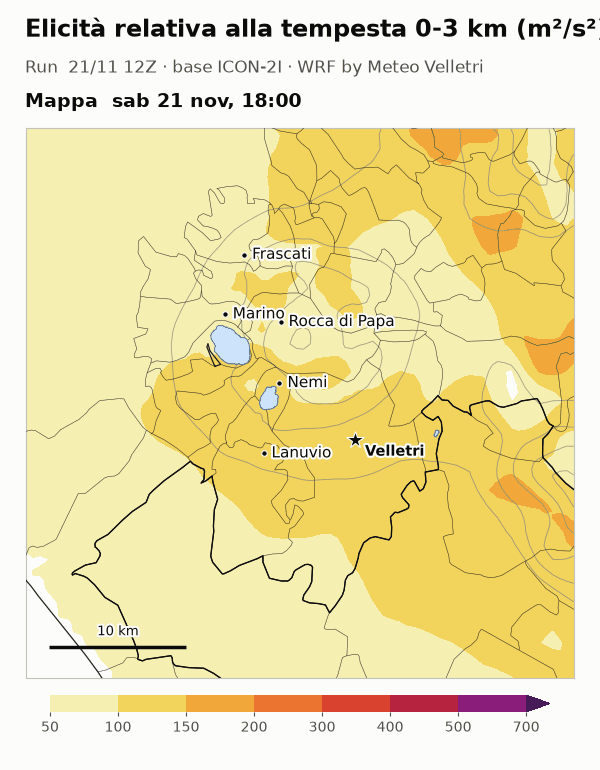 Elicità relativa alla tempesta 0-3 km (m²/s²)
Run 21/11 12Z · base ICON-2I · WRF by Meteo Velletri
Mappa sab 21 nov, 18:00
Frascati
Marino
Rocca di Papa
Nemi
Velletri
Lanuvio
10 km
50 100 150 200 300 400 500 700